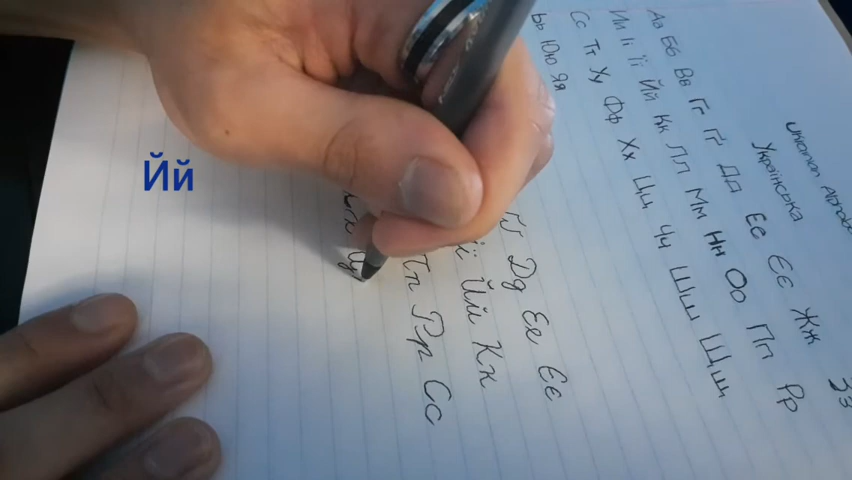 Ukrainian Alphabe
Українська
Аа Бб Вв Гг Ґґ Дд Ее Єє Жж Зз
Ии Іі Її Йй Кк Лл Мм Нн Оо Пп Рр
Сс Тт Уу Фф Хх Цц Чч Шш Щщ
Ьь Юю Яя
Дд Ее Єє
ї Йй Кк
Пп Рр Сс
Йй